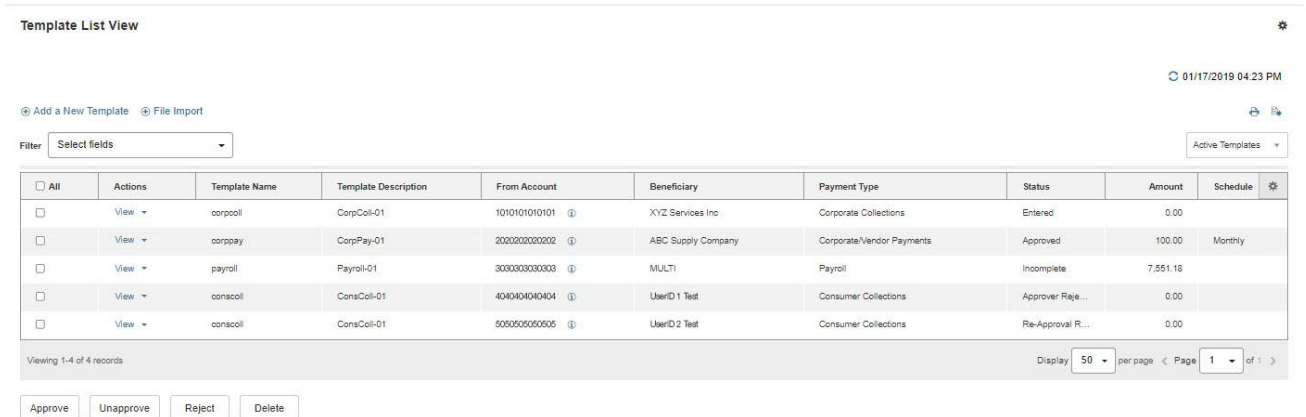 Template List View
01/17/2019 04:23 PM
Add a New Template File Import
Filter Select fields Active Templates
All Actions Template Name Template Description From Account Beneficiary Payment Type Status Amount Schedule
View corpcoll CorpColl-01 1010101010101 XYZ Services Inc Corporate Collections Entered 0.00
View corppay CorpPay-01 2020202020202 ABC Supply Company Corporate/Vendor Payments Approved 100.00 Monthly
View payroll Payroll-01 3030303030303 MULTI Payroll Incomplete 7,551.18
View conscoll ConsColl-01 4040404040404 UserID 1 Test Consumer Collections Approver Reje... 0.00
View conscoll ConsColl-01 5050505050505 UserID 2 Test Consumer Collections Re-Approval R... 0.00
Viewing 1-4 of 4 records Display 50 per page < Page 1 of 1 >
Approve Unapprove Reject Delete